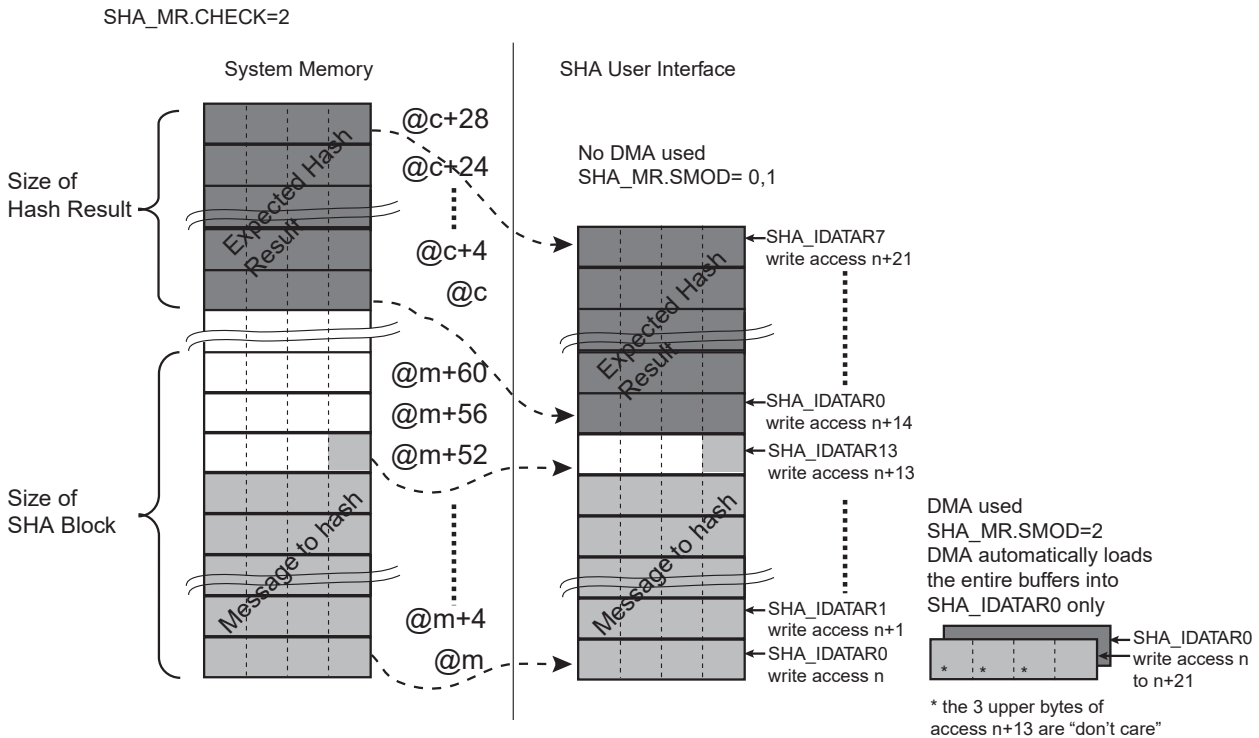 SHA_MR.CHECK=2
System Memory
SHA User Interface
Size of
Hash Result
Expected Hash
Result
@c+28
@c+24
@c+4
@c
@m+60
@m+56
@m+52
Size of
SHA Block
Message to hash
@m+4
@m
No DMA used
SHA_MR.SMOD= 0,1
Expected Hash
Result
SHA_IDATAR7
write access n+21
SHA_IDATAR0
write access n+14
SHA_IDATAR13
write access n+13
Message to hash
SHA_IDATAR1
write access n+1
SHA_IDATAR0
write access n
DMA used
SHA_MR.SMOD=2
DMA automatically loads
the entire buffers into
SHA_IDATAR0 only
* * *
SHA_IDATAR0
write access n
to n+21
* the 3 upper bytes of
access n+13 are “don’t care”